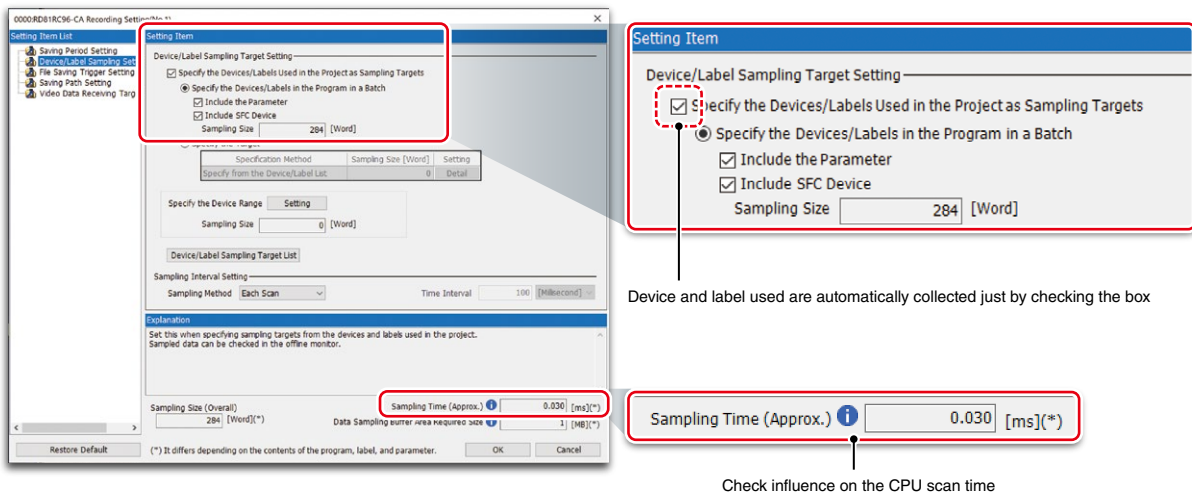 0000:RD81RC96-CA Recording Setting(No.1)
Setting Item List
Saving Period Setting
Device/Label Sampling Set
File Saving Trigger Setting
Saving Path Setting
Video Data Receiving Targ
Setting Item
Device/Label Sampling Target Setting
Specify the Devices/Labels Used in the Project as Sampling Targets
Specify the Devices/Labels in the Program in a Batch
Include the Parameter
Include SFC Device
Sampling Size 284 [Word]
Specify the Target
Specification Method Sampling Size [Word] Setting
Specify from the Device/Label List 0 Detail
Specify the Device Range Setting
Sampling Size 0 [Word]
Device/Label Sampling Target List
Sampling Interval Setting
Sampling Method Each Scan Time Interval 100 [Millisecond]
Explanation
Set this when specifying sampling targets from the devices and labels used in the project.
Sampled data can be checked in the offline monitor.
Sampling Size (Overall)
284 [Word](*)
Sampling Time (Approx.) 0.030 [ms](*)
Data Sampling Buffer Area Required Size 1 [MB](*)
Restore Default (*) It differs depending on the contents of the program, label, and parameter. OK Cancel
Setting Item
Device/Label Sampling Target Setting
Specify the Devices/Labels Used in the Project as Sampling Targets
Specify the Devices/Labels in the Program in a Batch
Include the Parameter
Include SFC Device
Sampling Size 284 [Word]
Device and label used are automatically collected just by checking the box
Sampling Time (Approx.) 0.030 [ms](*)
Check influence on the CPU scan time